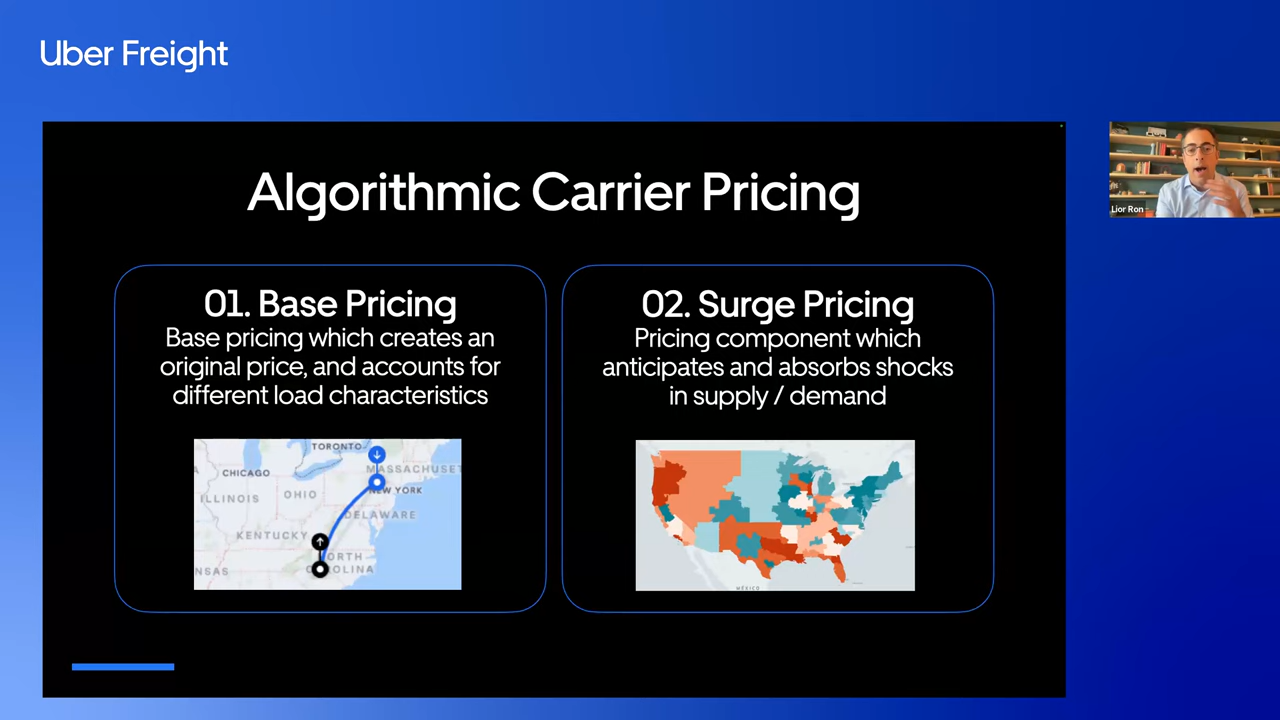 Uber Freight
Algorithmic Carrier Pricing
01. Base Pricing
Base pricing which creates an
original price, and accounts for
different load characteristics
TORONTO
CHICAGO
MASSACHUSET
ILLINOIS
OHIO
NEW YORK
DELAWARE
KENTUCKY
NSAS
02. Surge Pricing
Pricing component which
anticipates and absorbs shocks
in supply / demand
MÉXICO
Lior Ron